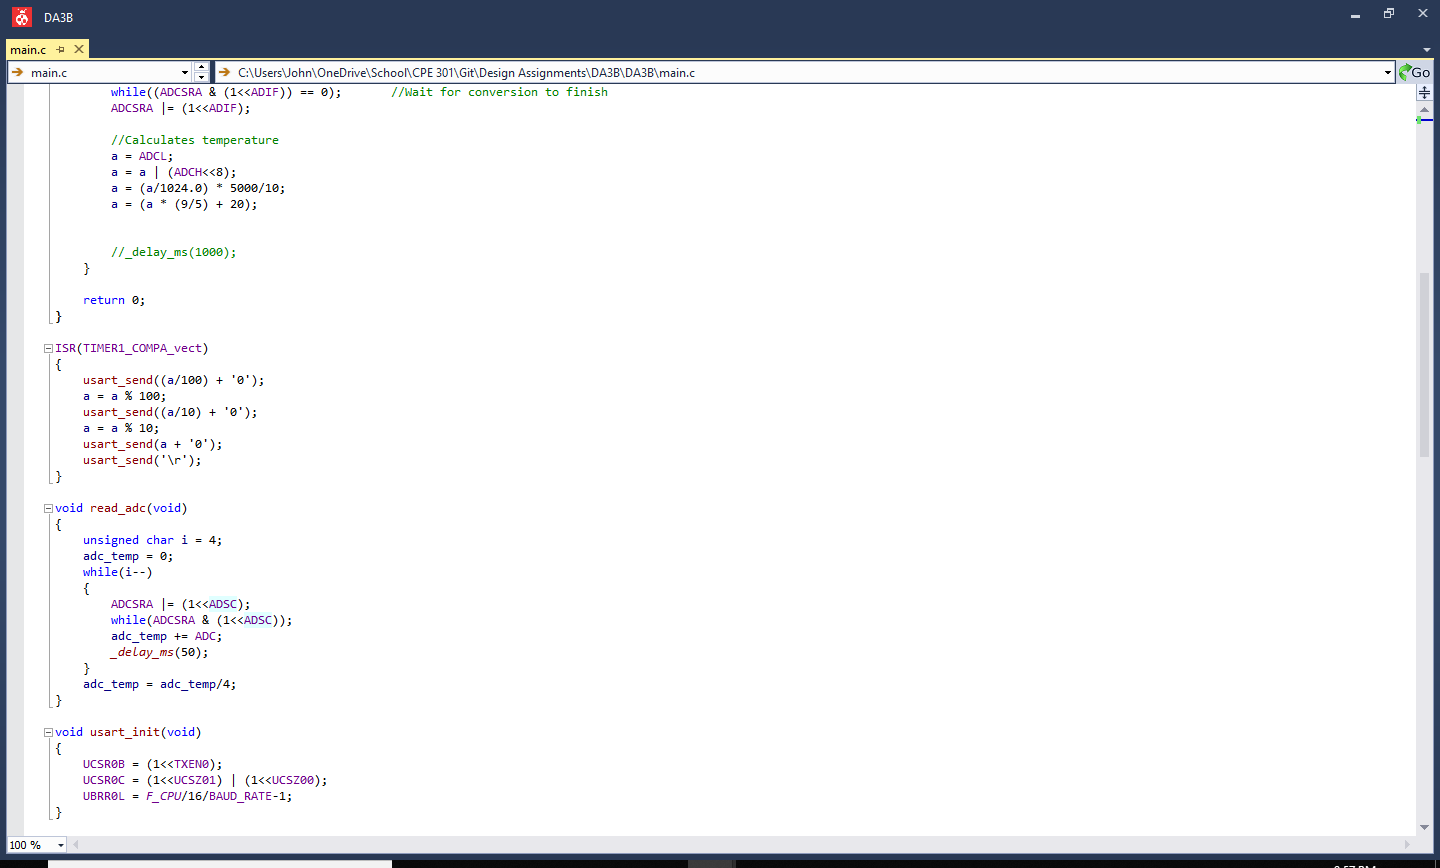 DA3B
main.c
main.c
C:\Users\John\OneDrive\School\CPE 301\Git\Design Assignments\DA3B\DA3B\main.c
Go
while((ADCSRA & (1<<ADIF)) == 0); //Wait for conversion to finish
ADCSRA |= (1<<ADIF);
//Calculates temperature
a = ADCL;
a = a | (ADCH<<8);
a = (a/1024.0) * 5000/10;
a = (a * (9/5) + 20);
//_delay_ms(1000);
}
return 0;
}
ISR(TIMER1_COMPA_vect)
{
usart_send((a/100) + '0');
a = a % 100;
usart_send((a/10) + '0');
a = a % 10;
usart_send(a + '0');
usart_send('\r');
}
void read_adc(void)
{
unsigned char i = 4;
adc_temp = 0;
while(i--)
{
ADCSRA |= (1<<ADSC);
while(ADCSRA & (1<<ADSC));
adc_temp += ADC;
_delay_ms(50);
}
adc_temp = adc_temp/4;
}
void usart_init(void)
{
UCSR0B = (1<<TXEN0);
UCSR0C = (1<<UCSZ01) | (1<<UCSZ00);
UBRR0L = F_CPU/16/BAUD_RATE-1;
}
100 %